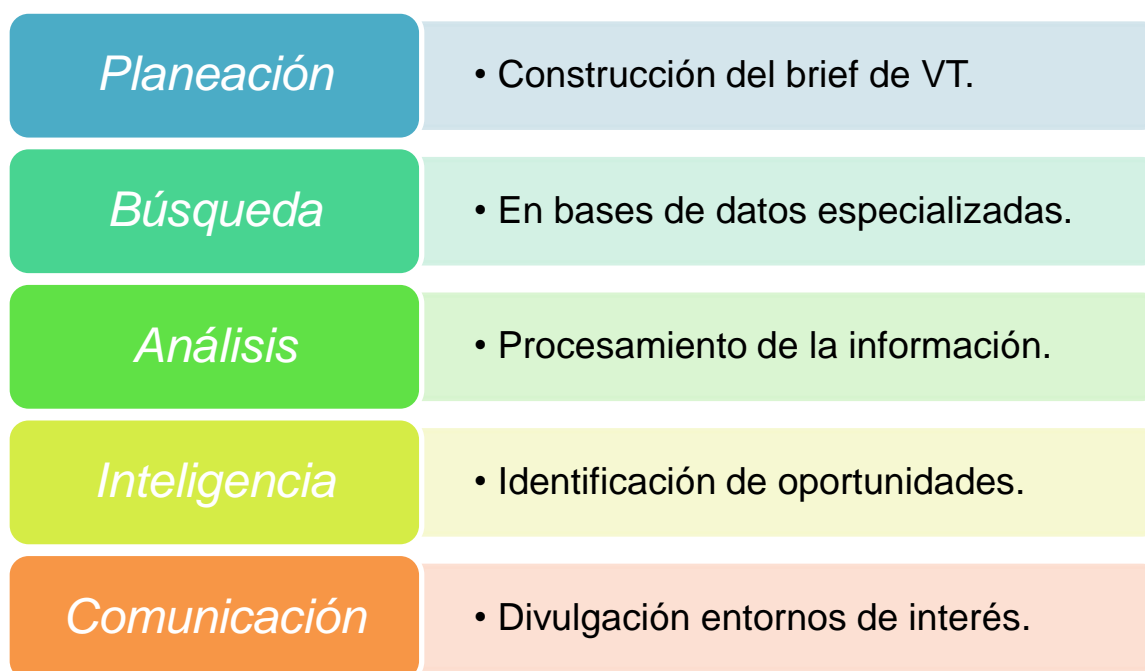 Planeación
• Construcción del brief de VT.
Búsqueda
• En bases de datos especializadas.
Análisis
• Procesamiento de la información.
Inteligencia
• Identificación de oportunidades.
Comunicación
• Divulgación entornos de interés.